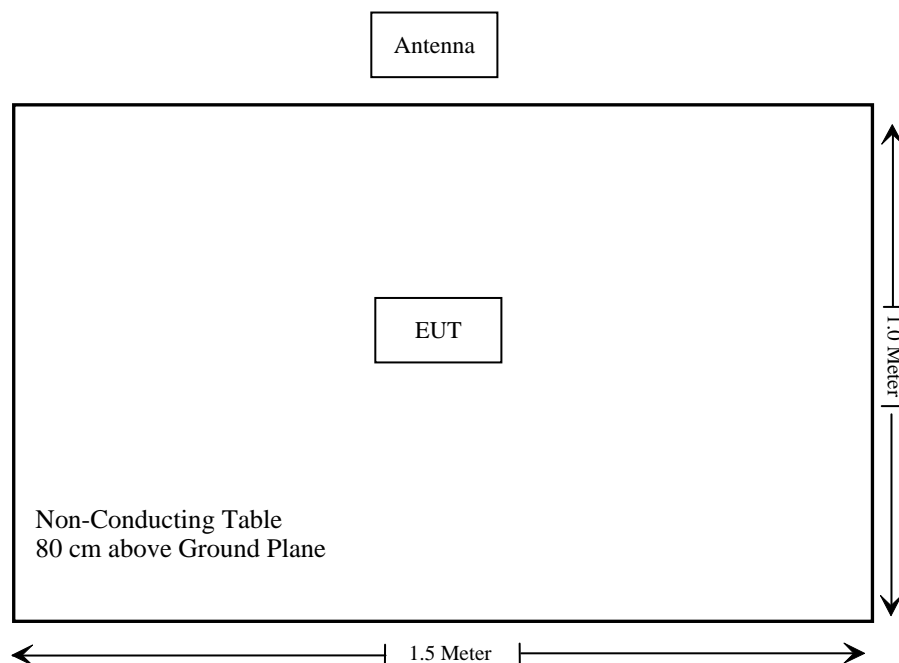 Antenna
EUT
1.0 Meter
Non-Conducting Table
80 cm above Ground Plane
1.5 Meter